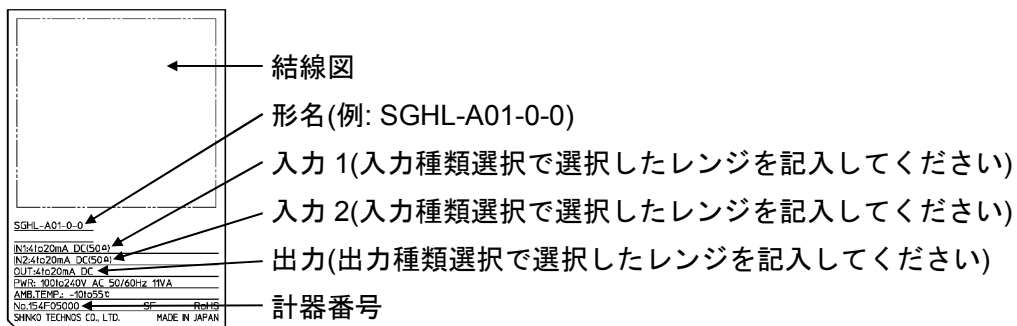 結線図
形名(例: SGHL-A01-0-0)
入力 1(入力種類選択で選択したレンジを記入してください)
入力 2(入力種類選択で選択したレンジを記入してください)
出力(出力種類選択で選択したレンジを記入してください)
計器番号
SGHL-A01-0-0
IN1:4to20mA DC(50Ω)
IN2:4to20mA DC(50Ω)
OUT:4to20mA DC
PWR: 100to240V AC 50/60Hz 11VA
AMB.TEMP.: -10to55℃
No.154F05000 SF RoHS
SHINKO TECHNOS CO., LTD. MADE IN JAPAN